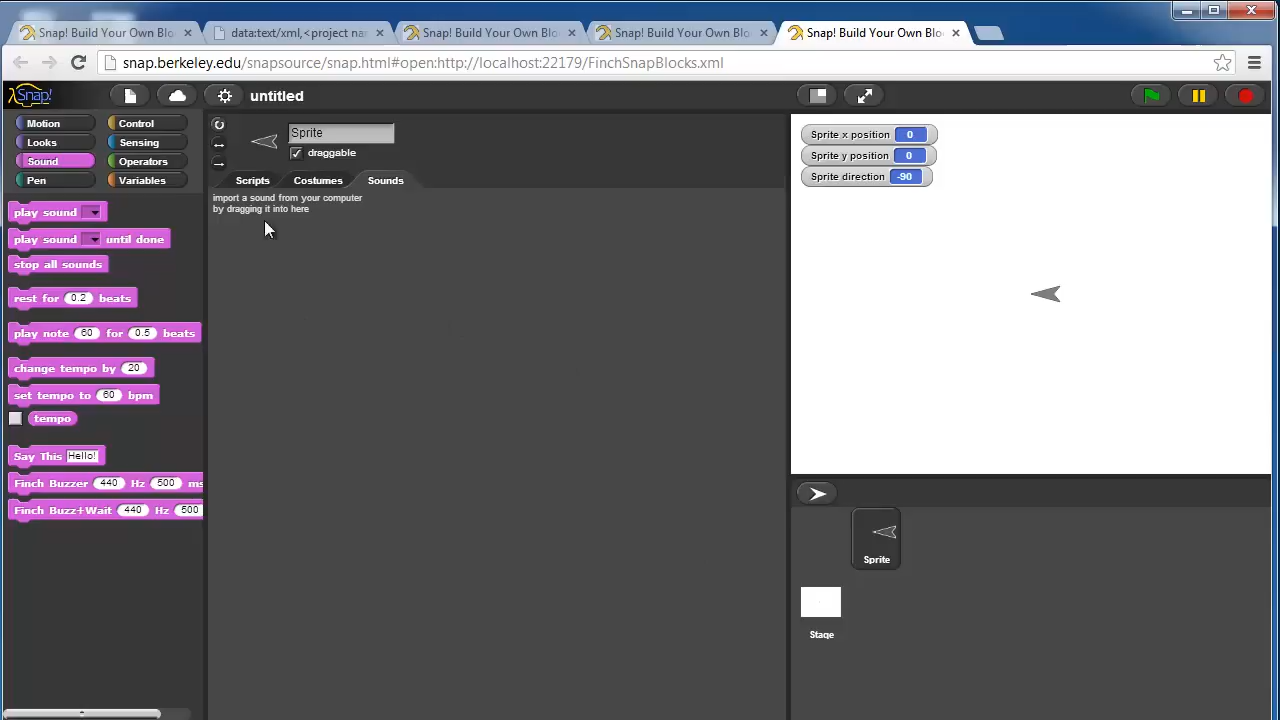 Snap! Build Your Own Blo
data:text/xml,<project nai
Snap! Build Your Own Blo
Snap! Build Your Own Blo
Snap! Build Your Own Blo
snap.berkeley.edu/snapsource/snap.html#open:http://localhost:22179/FinchSnapBlocks.xml
Snap!
untitled
Motion
Control
Looks
Sensing
Sound
Operators
Pen
Variables
Sprite
draggable
Scripts
Costumes
Sounds
import a sound from your computer
by dragging it into here
play sound
play sound until done
stop all sounds
rest for 0.2 beats
play note 60 for 0.5 beats
change tempo by 20
set tempo to 60 bpm
tempo
Say This Hello!
Finch Buzzer 440 Hz 500 ms
Finch Buzz+Wait 440 Hz 500
Sprite x position 0
Sprite y position 0
Sprite direction -90
Sprite
Stage